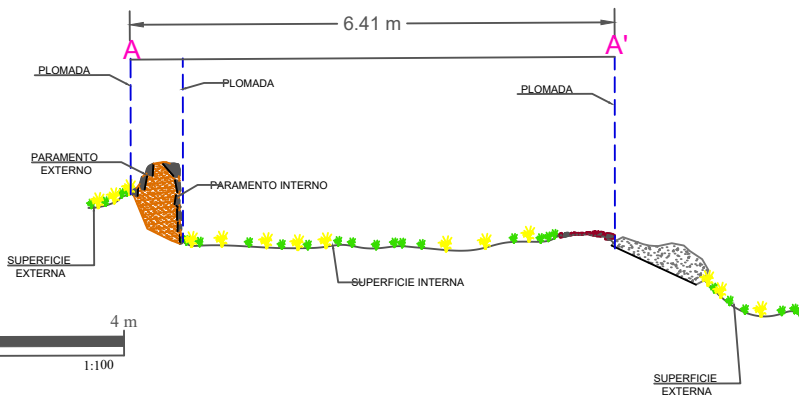 6.41 m
A
A'
PLOMADA
PLOMADA
PLOMADA
PARAMENTO
EXTERNO
PARAMENTO INTERNO
SUPERFICIE
EXTERNA
SUPERFICIE INTERNA
4 m
1:100
SUPERFICIE
EXTERNA